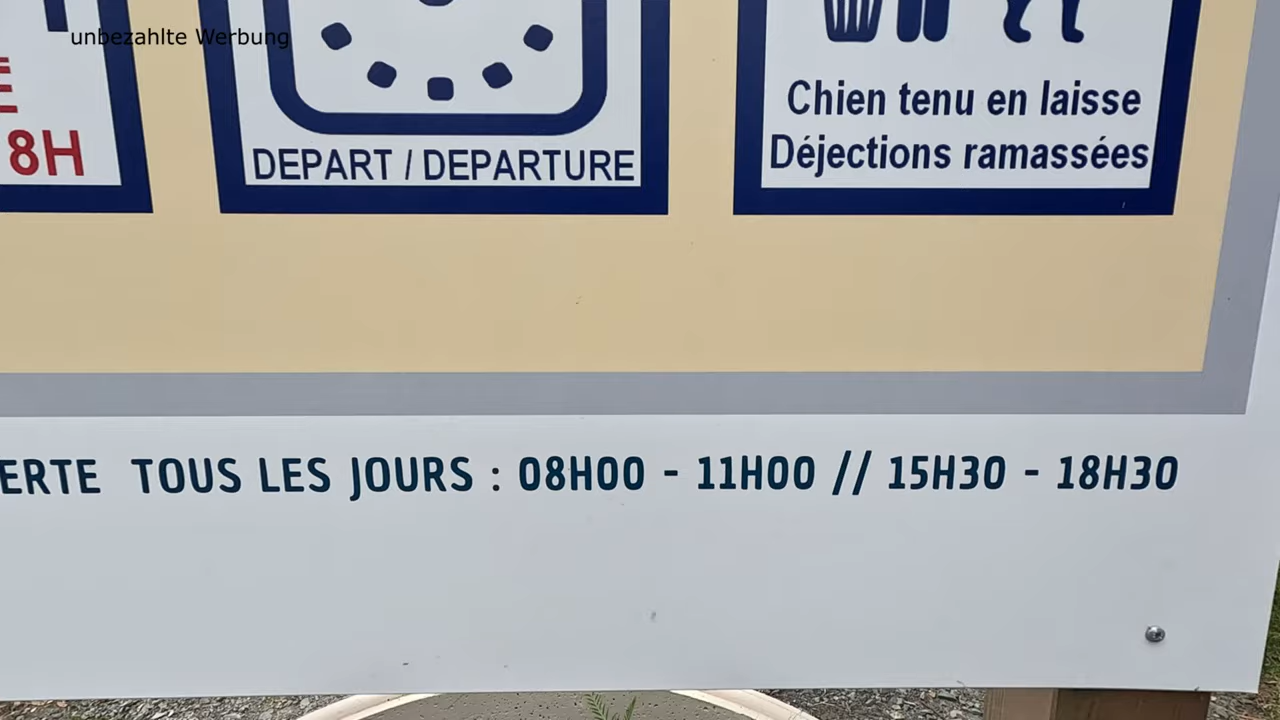 unbezahlte Werbung
8H
DEPART / DEPARTURE
Chien tenu en laisse
Déjections ramassées
ERTE TOUS LES JOURS : 08H00 - 11H00 // 15H30 - 18H30